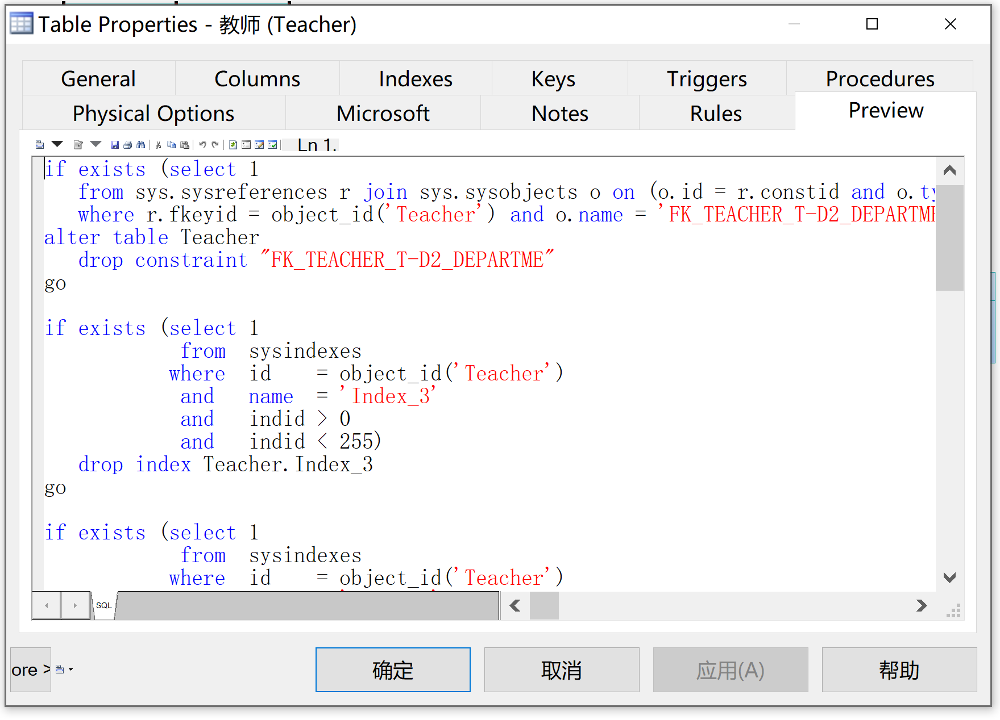 Table Properties - 教师 (Teacher)
General Columns Indexes Keys Triggers Procedures
Physical Options Microsoft Notes Rules Preview
Ln 1.
if exists (select 1
   from sys.sysreferences r join sys.sysobjects o on (o.id = r.constid and o.ty
   where r.fkeyid = object_id('Teacher') and o.name = 'FK_TEACHER_T-D2_DEPARTME
alter table Teacher
   drop constraint "FK_TEACHER_T-D2_DEPARTME"
go
if exists (select 1
            from  sysindexes
           where  id    = object_id('Teacher')
            and   name  = 'Index_3'
            and   indid > 0
            and   indid < 255)
   drop index Teacher.Index_3
go
if exists (select 1
            from  sysindexes
           where  id    = object_id('Teacher')
SQL
ore >
确定 取消 应用(A) 帮助